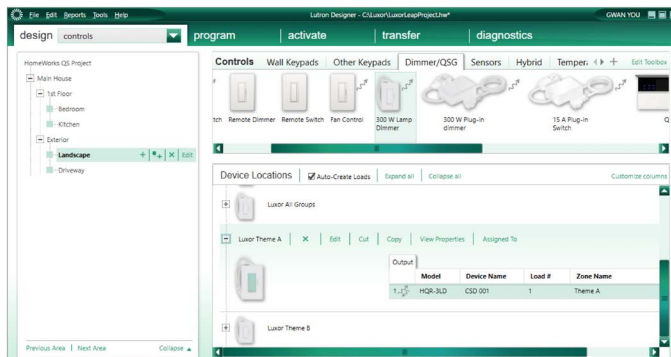 File Edit Reports Tools Help
Lutron Designer - C:\Luxor\LuxorLeapProject.hw*
GWAN YOU
design controls
program
activate
transfer
diagnostics
HomeWorks QS Project
Main House
1st Floor
Bedroom
Kitchen
Exterior
Landscape + × Edit
Driveway
Previous Area | Next Area
Collapse
Controls Wall Keypads Other Keypads Dimmer/QSG Sensors Hybrid Tempera + Edit Toolbox
tch
Remote Dimmer
Remote Switch
Fan Control
300 W Lamp
Dimmer
300 W Plug-in
dimmer
15 A Plug-in
Switch
Q
Device Locations Auto-Create Loads Expand all Collapse all Customize columns
Luxor All Groups
Luxor Theme A × Edit Cut Copy View Properties Assigned To
Output
Model Device Name Load # Zone Name
1. HQR-3LD CSD 001 1 Theme A
Luxor Theme B